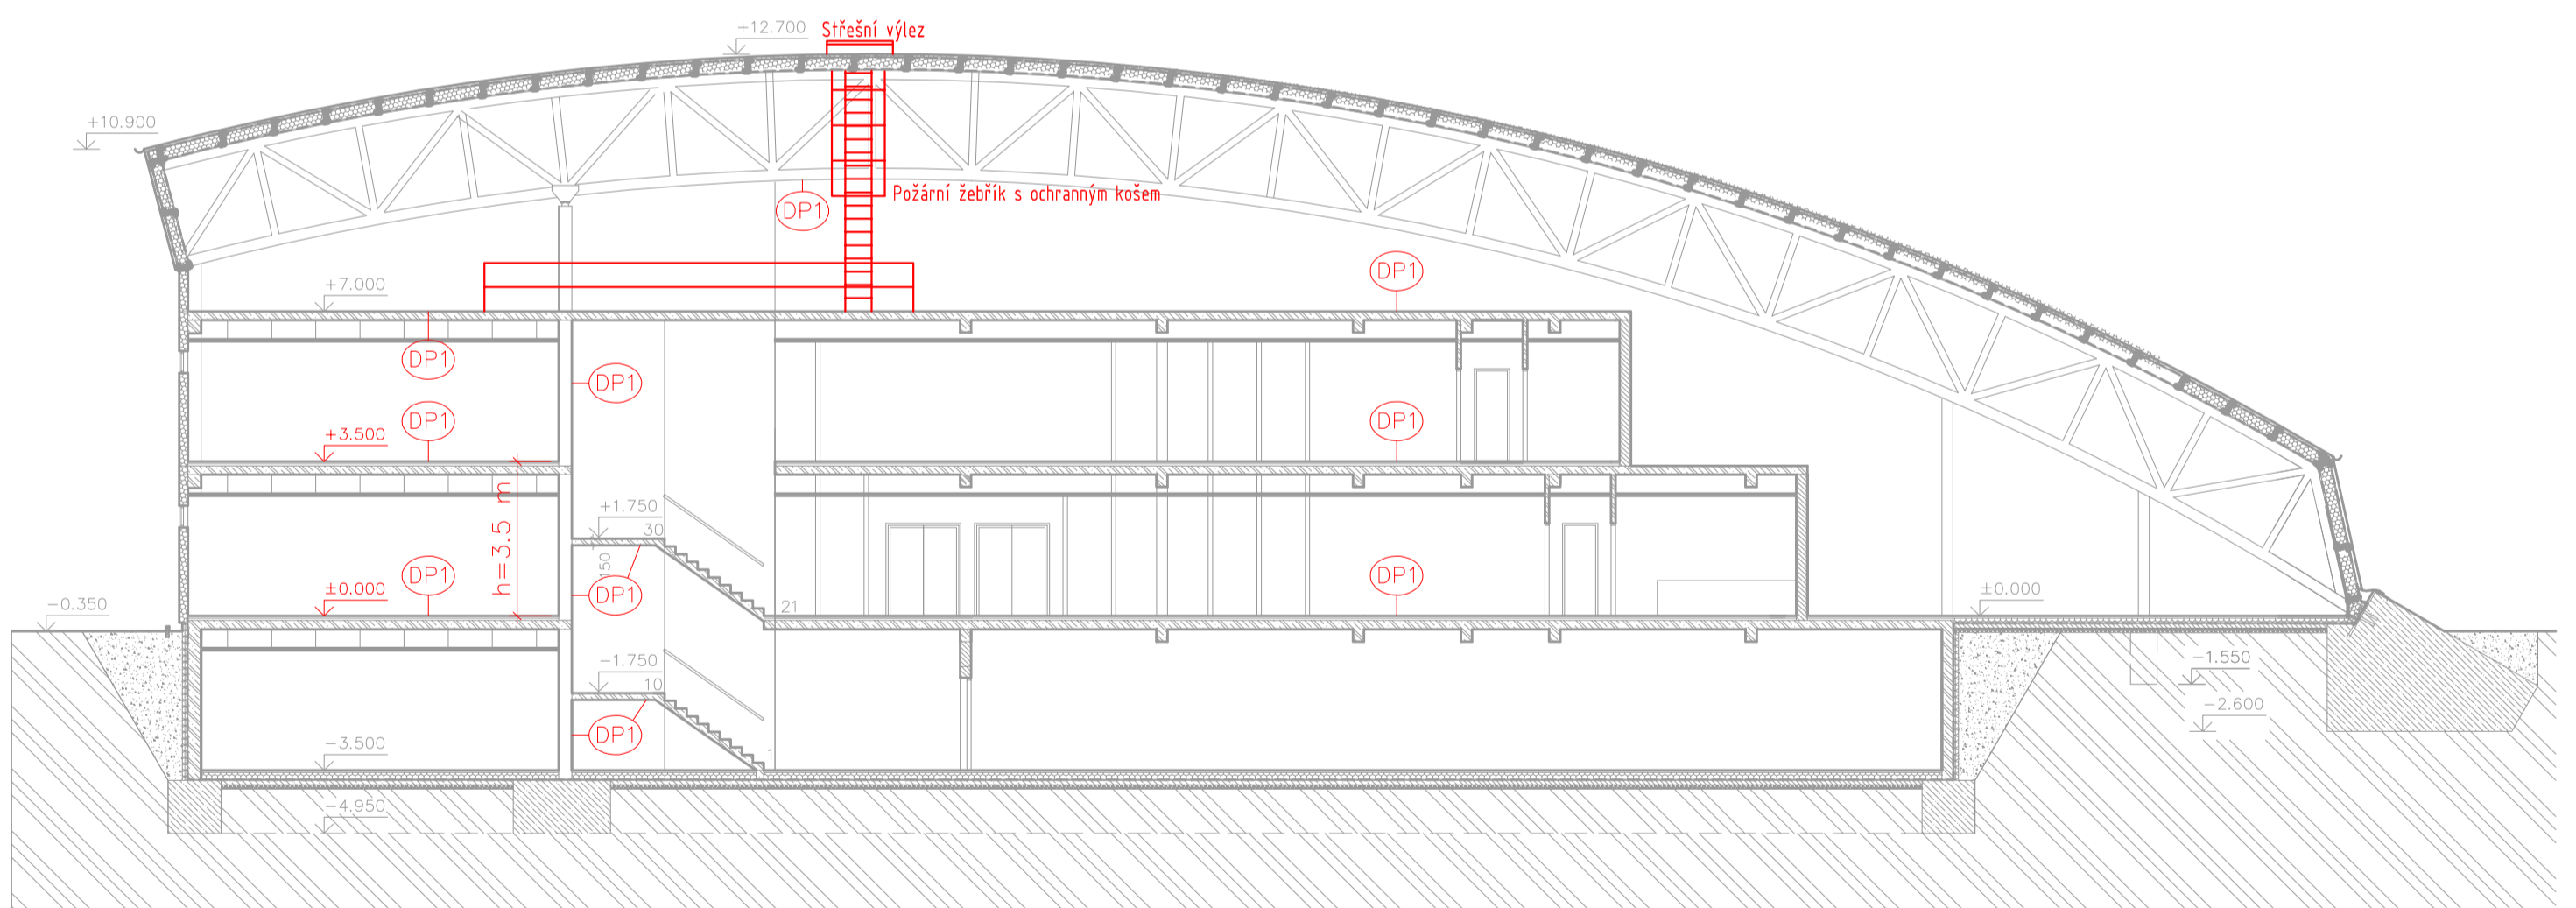 +12.700
Střešní výlez
+10.900
Požární žebřík s ochranným košem
DP1
DP1
+7.000
DP1
DP1
DP1
DP1
+3.500
h=3.5 m
+1.750
30
150
DP1
DP1
DP1
±0.000
±0.000
-0.350
21
-1.750
10
-1.550
-2.600
DP1
-3.500
1
-4.950